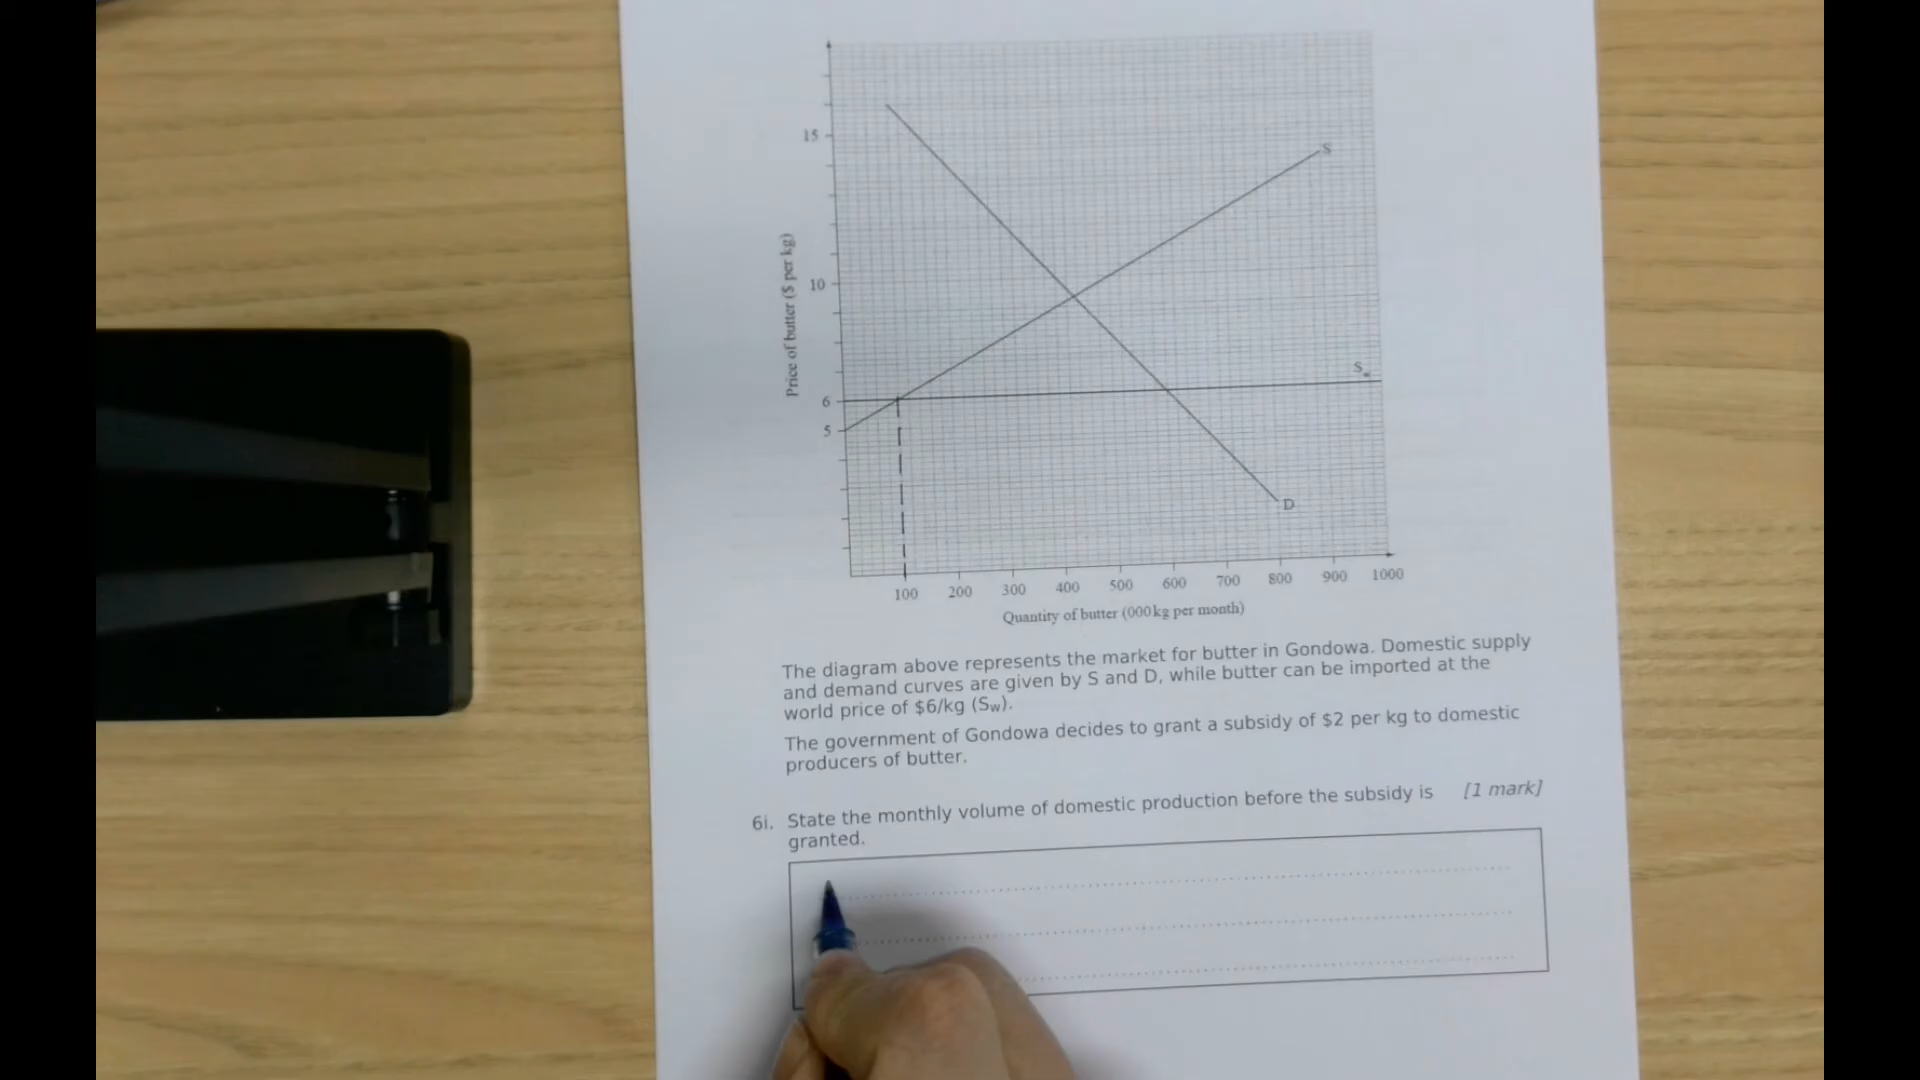 15
S
Price of butter ($ per kg)
10
Sw
6
5
D
100 200 300 400 500 600 700 800 900 1000
Quantity of butter (000 kg per month)
The diagram above represents the market for butter in Gondowa. Domestic supply
and demand curves are given by S and D, while butter can be imported at the
world price of $6/kg (Sw).
The government of Gondowa decides to grant a subsidy of $2 per kg to domestic
producers of butter.
6i. State the monthly volume of domestic production before the subsidy is [1 mark]
granted.